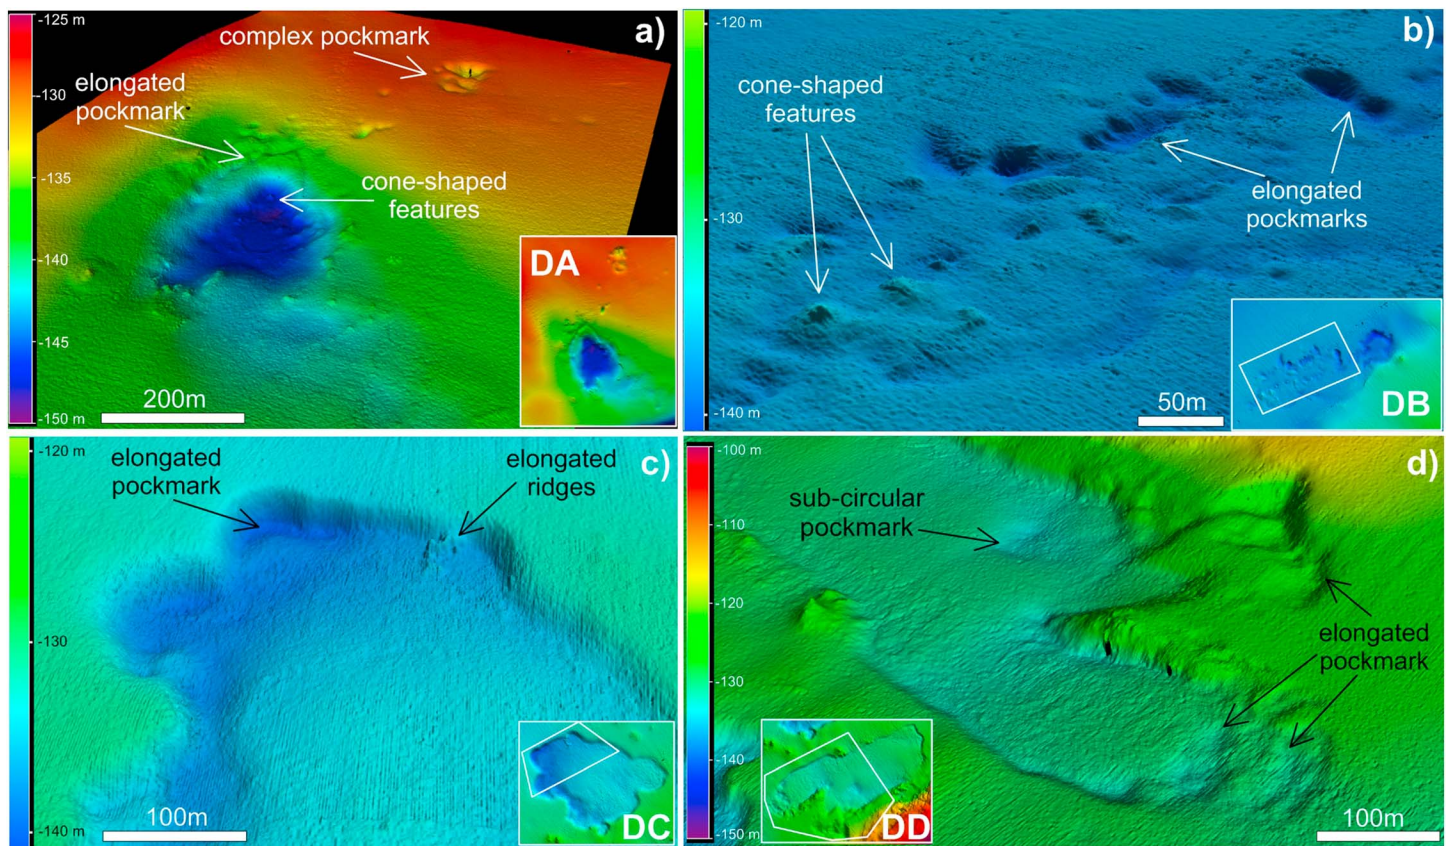 -125 m
-130
-135
-140
-145
-150 m
complex pockmark
elongated
pockmark
cone-shaped
features
a)
DA
200m
-120 m
-130
-140 m
b)
cone-shaped
features
elongated
pockmarks
50m
DB
-120 m
-130
-140 m
elongated
pockmark
elongated
ridges
c)
100m
DC
-100 m
-110
-120
-130
-140
-150 m
d)
sub-circular
pockmark
elongated
pockmark
DD
100m